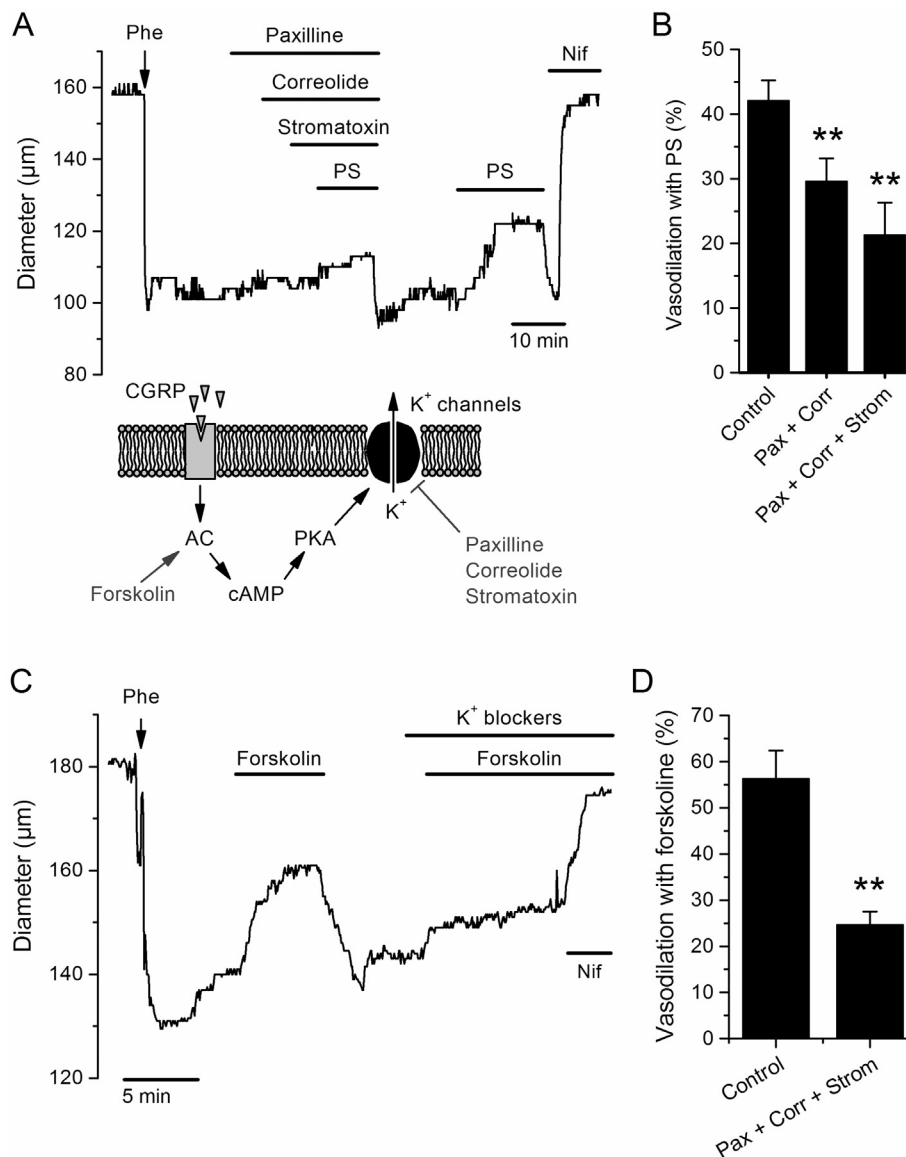 A
Phe
Paxilline
Nif
Correolide
Stromatoxin
PS
PS
Diameter (µm)
160
140
120
100
80
10 min
CGRP
K⁺ channels
K⁺
AC
PKA
Forskolin
cAMP
Paxilline
Correolide
Stromatoxin
B
Vasodilation with PS (%)
50
40
30
20
10
0
**
**
Control
Pax + Corr
Pax + Corr + Strom
C
Phe
K⁺ blockers
Forskolin
Forskolin
Diameter (µm)
180
160
140
120
Nif
5 min
D
Vasodilation with forskoline (%)
70
60
50
40
30
20
10
0
**
Control
Pax + Corr + Strom